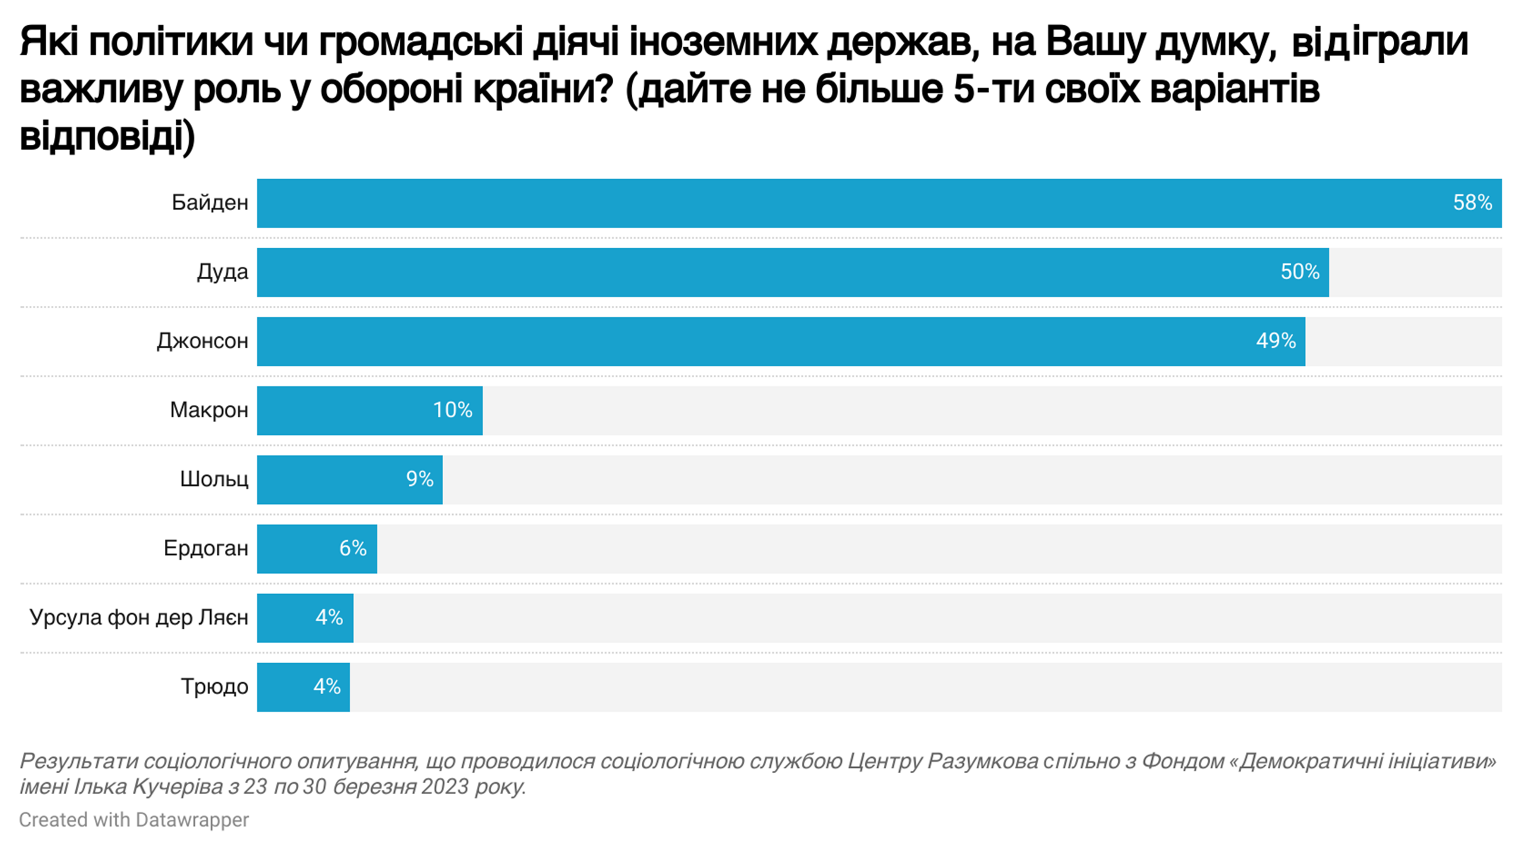 Які політики чи громадські діячі іноземних держав, на Вашу думку, відіграли
важливу роль у обороні країни? (дайте не більше 5-ти своїх варіантів
відповіді)
Байден 58%
Дуда 50%
Джонсон 49%
Макрон 10%
Шольц 9%
Ердоган 6%
Урсула фон дер Ляєн 4%
Трюдо 4%
Результати соціологічного опитування, що проводилося соціологічною службою Центру Разумкова спільно з Фондом «Демократичні ініціативи»
імені Ілька Кучеріва з 23 по 30 березня 2023 року.
Created with Datawrapper